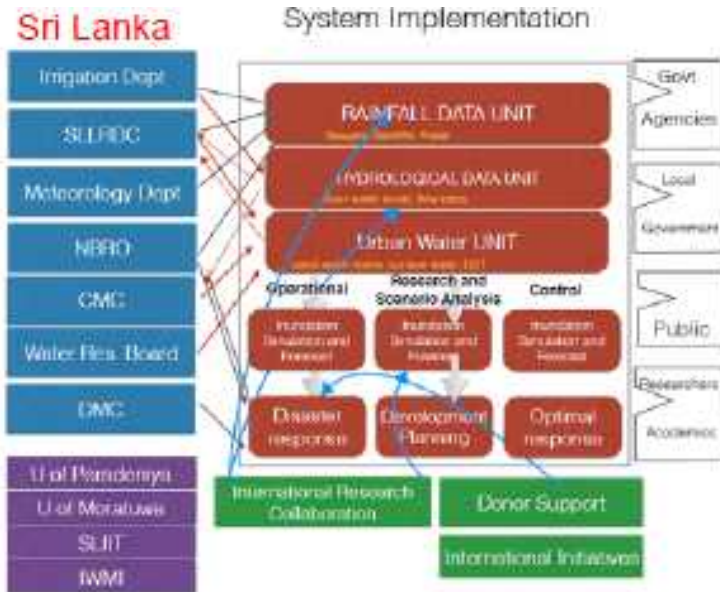 Sri Lanka
System Implementation
Irrigation Dept
SLLRDC
Meteorology Dept
NBRO
CMC
Water Res. Board
DMC
U of Peradeniya
U of Moratuwa
SLIIT
IWMI
RAINFALL DATA UNIT
HYDROLOGICAL DATA UNIT
Urban Water UNIT
Operational
Research and
Scenario Analysis
Control
Inundation
Simulation and
Forecast
Inundation
Simulation and
Inundation
Simulation and
Forecast
Disaster
response
Development
Planning
Optimal
response
International Research
Collaboration
Donor Support
International Initiatives
Govt
Agencies
Local
Government
Public
Researchers
Academics